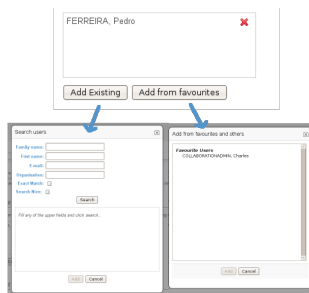 FERREIRA, Pedro
Add Existing
Add from favourites
Search users
Family name:
First name:
E-mail:
Organisation:
Exact Match:
Search
Fill any of the upper fields and click search...
Add
Cancel
Add from favourites and others
Favourite Users
COLLABORATIONADMIN, Charles
Add
Cancel